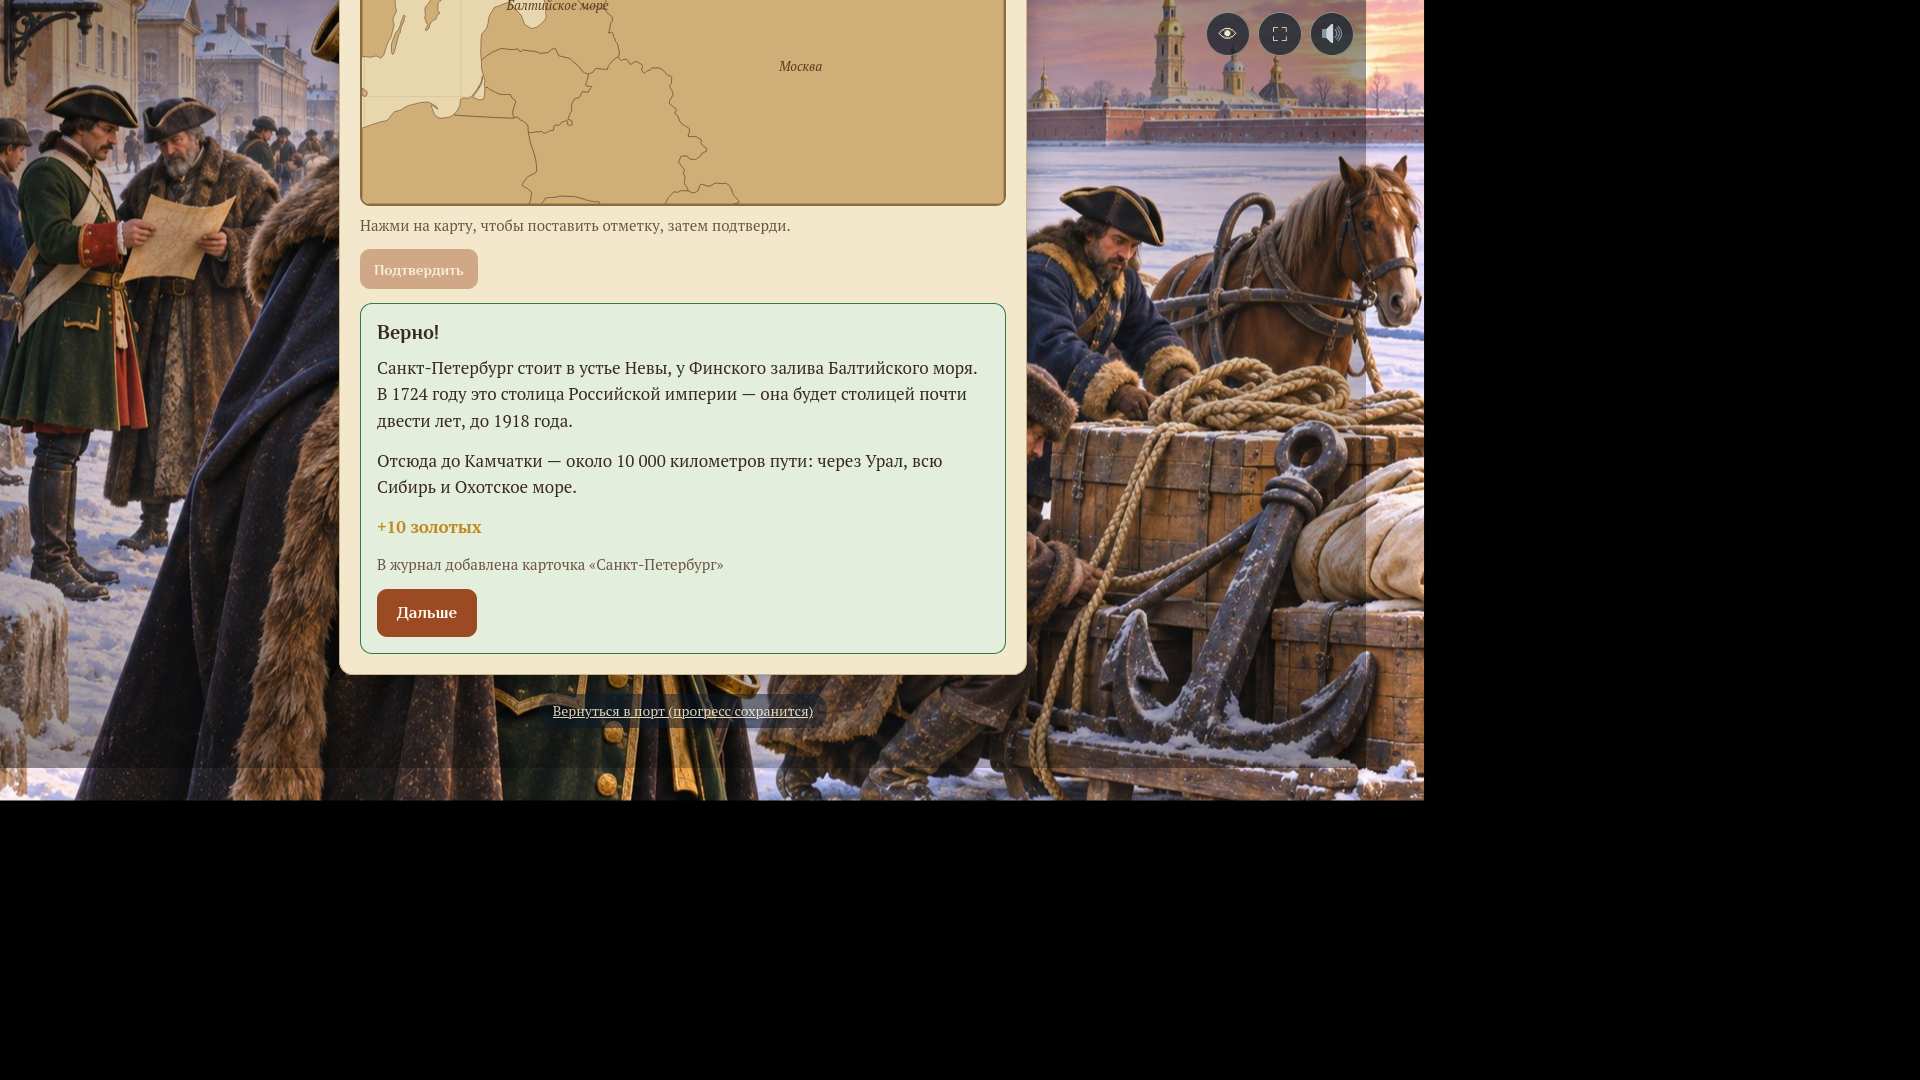 Балтийское море
Москва
Нажми на карту, чтобы поставить отметку, затем подтверди.
Подтвердить
Верно!
Санкт-Петербург стоит в устье Невы, у Финского залива Балтийского моря.
В 1724 году это столица Российской империи — она будет столицей почти
двести лет, до 1918 года.
Отсюда до Камчатки — около 10 000 километров пути: через Урал, всю
Сибирь и Охотское море.
+10 золотых
В журнал добавлена карточка «Санкт-Петербург»
Дальше
Вернуться в порт (прогресс сохранится)